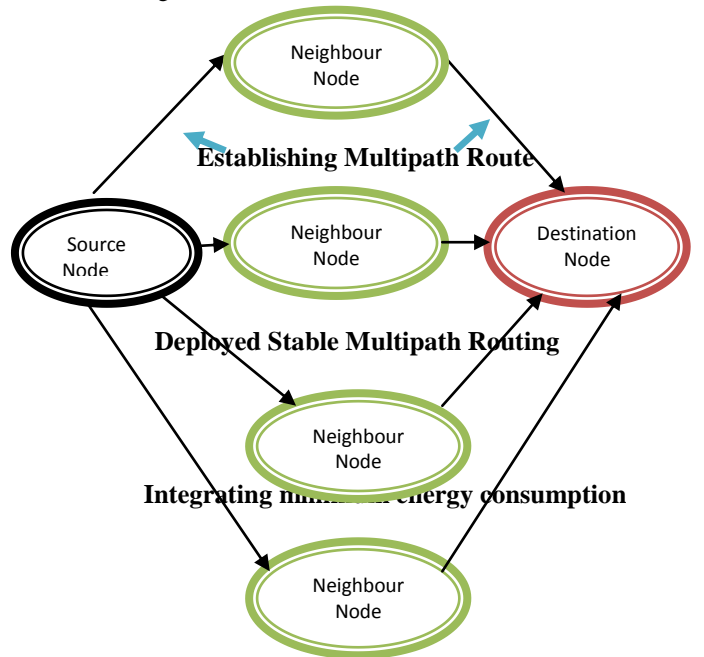 Neighbour
Node
Establishing Multipath Route
Source
Node
Neighbour
Node
Destination
Node
Deployed Stable Multipath Routing
Neighbour
Node
Integrating minimum energy consumption
Neighbour
Node